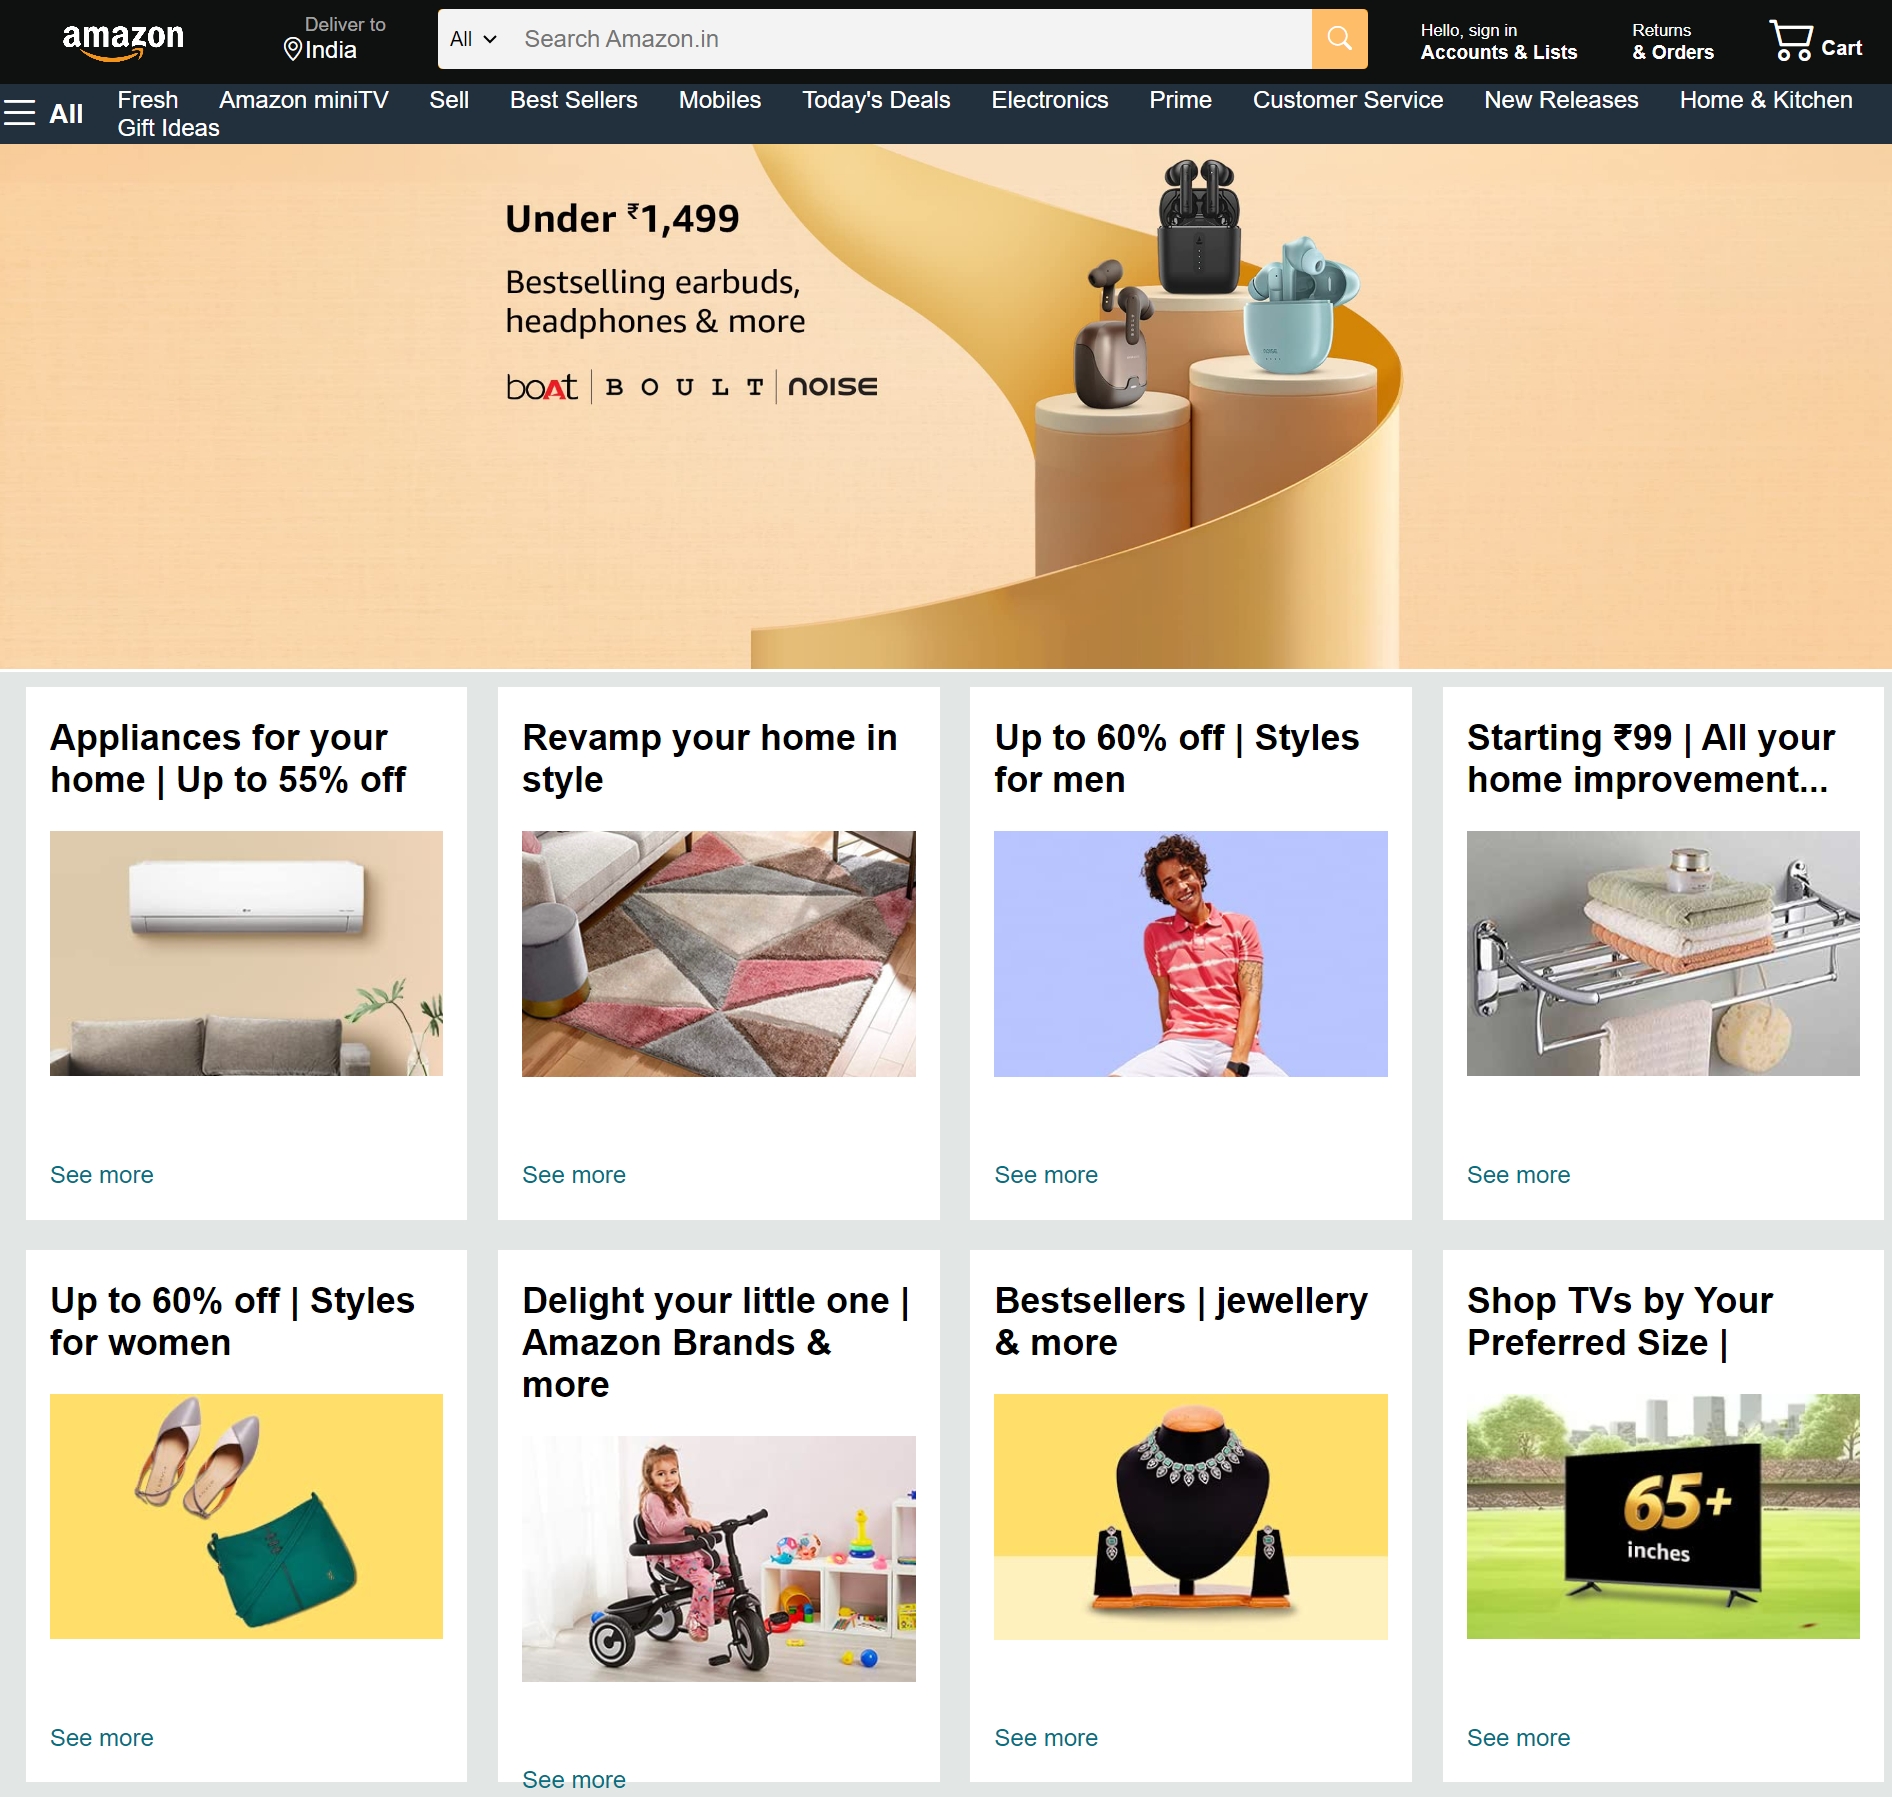 amazon
Deliver to
India
All
Search Amazon.in
Hello, sign in
Accounts & Lists
Returns
& Orders
Cart
All
Fresh Amazon miniTV Sell Best Sellers Mobiles Today's Deals Electronics Prime Customer Service New Releases Home & Kitchen
Gift Ideas
Under ₹1,499
Bestselling earbuds,
headphones & more
boAt | BOULT | NOISE
Appliances for your
home | Up to 55% off
See more
Revamp your home in
style
See more
Up to 60% off | Styles
for men
See more
Starting ₹99 | All your
home improvement...
See more
Up to 60% off | Styles
for women
See more
Delight your little one |
Amazon Brands &
more
See more
Bestsellers | jewellery
& more
See more
Shop TVs by Your
Preferred Size |
65+
inches
See more